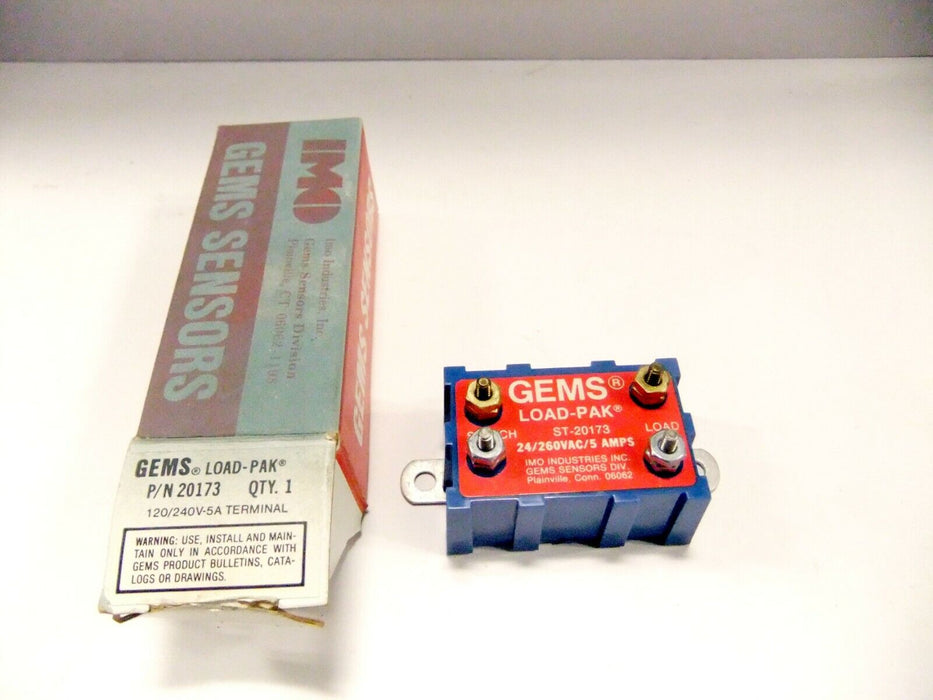 IMO
GEMS SENSORS
Imo Industries, Inc.
Gems Sensors Division
Plainville, CT 06062-1198
GEMS SENSORS
GEMS® LOAD-PAK®
P/N 20173 QTY. 1
120/240V-5A TERMINAL
WARNING: USE, INSTALL AND MAIN-
TAIN ONLY IN ACCORDANCE WITH
GEMS PRODUCT BULLETINS, CATA-
LOGS OR DRAWINGS.
GEMS®
LOAD-PAK®
ST-20173
LOAD
24/260VAC/5 AMPS
IMO INDUSTRIES INC.
GEMS SENSORS DIV.
Plainville, Conn. 06062